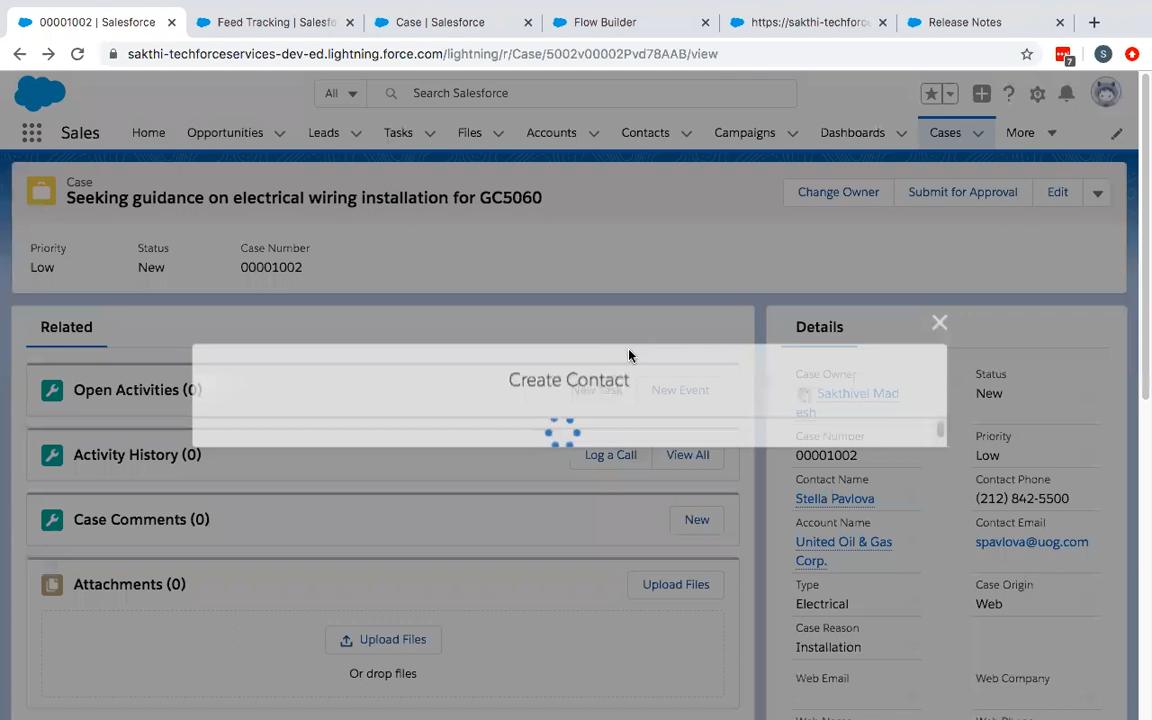 00001002 | Salesforce
Feed Tracking | Salesfo
Case | Salesforce
Flow Builder
https://sakthi-techforc
Release Notes
sakthi-techforceservices-dev-ed.lightning.force.com/lightning/r/Case/5002v00002Pvd78AAB/view
7
S
All
Search Salesforce
Sales
Home
Opportunities
Leads
Tasks
Files
Accounts
Contacts
Campaigns
Dashboards
Cases
More
Case
Seeking guidance on electrical wiring installation for GC5060
Change Owner
Submit for Approval
Edit
Priority
Low
Status
New
Case Number
00001002
Related
Open Activities (0)
New Task
New Event
Create Contact
Activity History (0)
Log a Call
View All
Case Comments (0)
New
Attachments (0)
Upload Files
Upload Files
Or drop files
Details
Case Owner
Sakthivel Mad
esh
Status
New
Case Number
00001002
Priority
Low
Contact Name
Stella Pavlova
Contact Phone
(212) 842-5500
Account Name
United Oil & Gas
Corp.
Contact Email
spavlova@uog.com
Type
Electrical
Case Origin
Web
Case Reason
Installation
Web Email
Web Company